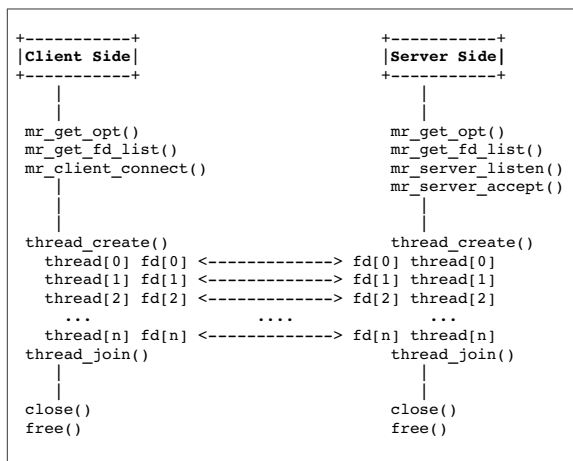 +-----------+ +-----------+
|Client Side| |Server Side|
+-----------+ +-----------+
| |
| |
mr_get_opt() mr_get_opt()
mr_get_fd_list() mr_get_fd_list()
mr_client_connect() mr_server_listen()
| mr_server_accept()
| |
| |
thread_create() thread_create()
thread[0] fd[0] <-------------> fd[0] thread[0]
thread[1] fd[1] <-------------> fd[1] thread[1]
thread[2] fd[2] <-------------> fd[2] thread[2]
... .... ...
thread[n] fd[n] <-------------> fd[n] thread[n]
thread_join() thread_join()
| |
| |
close() close()
free() free()